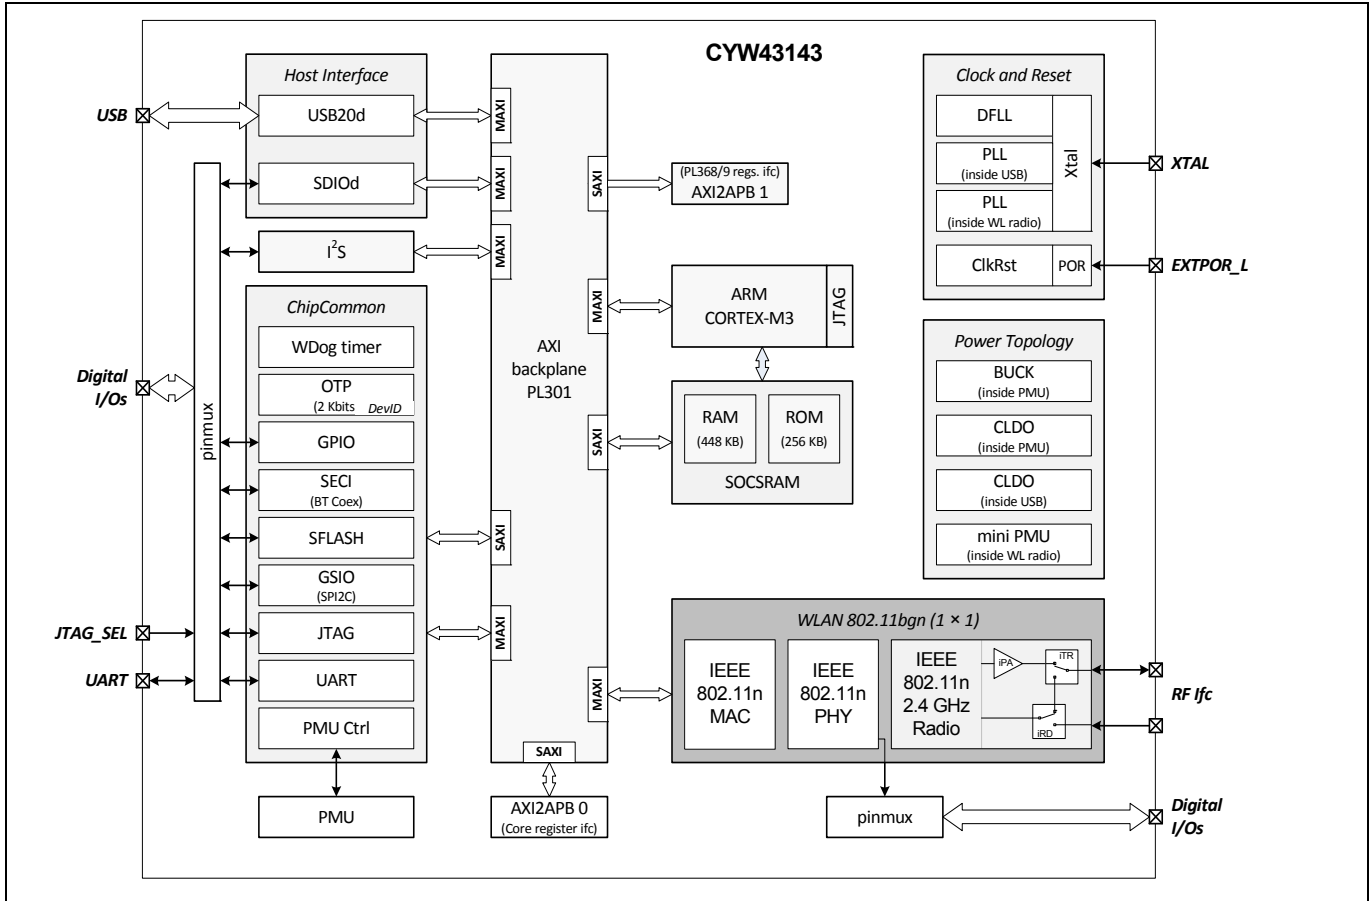 CYW43143
USB
Digital
I/Os
JTAG_SEL
UART
pinmux
Host Interface
USB20d
SDIOd
I²S
ChipCommon
WDog timer
OTP
(2 Kbits DevID
GPIO
SECI
(BT Coex)
SFLASH
GSIO
(SPI2C)
JTAG
UART
PMU Ctrl
PMU
MAXI
MAXI
MAXI
SAXI
MAXI
AXI
backplane
PL301
SAXI
MAXI
SAXI
MAXI
SAXI
AXI2APB 0
(Core register ifc)
(PL368/9 regs. ifc)
AXI2APB 1
ARM
CORTEX-M3
JTAG
RAM
(448 KB)
ROM
(256 KB)
SOCSRAM
WLAN 802.11bgn (1 × 1)
IEEE
802.11n
MAC
IEEE
802.11n
PHY
IEEE
802.11n
2.4 GHz
Radio
iPA
iTR
iRD
pinmux
Clock and Reset
DFLL
PLL
(inside USB)
PLL
(inside WL radio)
Xtal
ClkRst
POR
Power Topology
BUCK
(inside PMU)
CLDO
(inside PMU)
CLDO
(inside USB)
mini PMU
(inside WL radio)
XTAL
EXTPOR_L
RF Ifc
Digital
I/Os